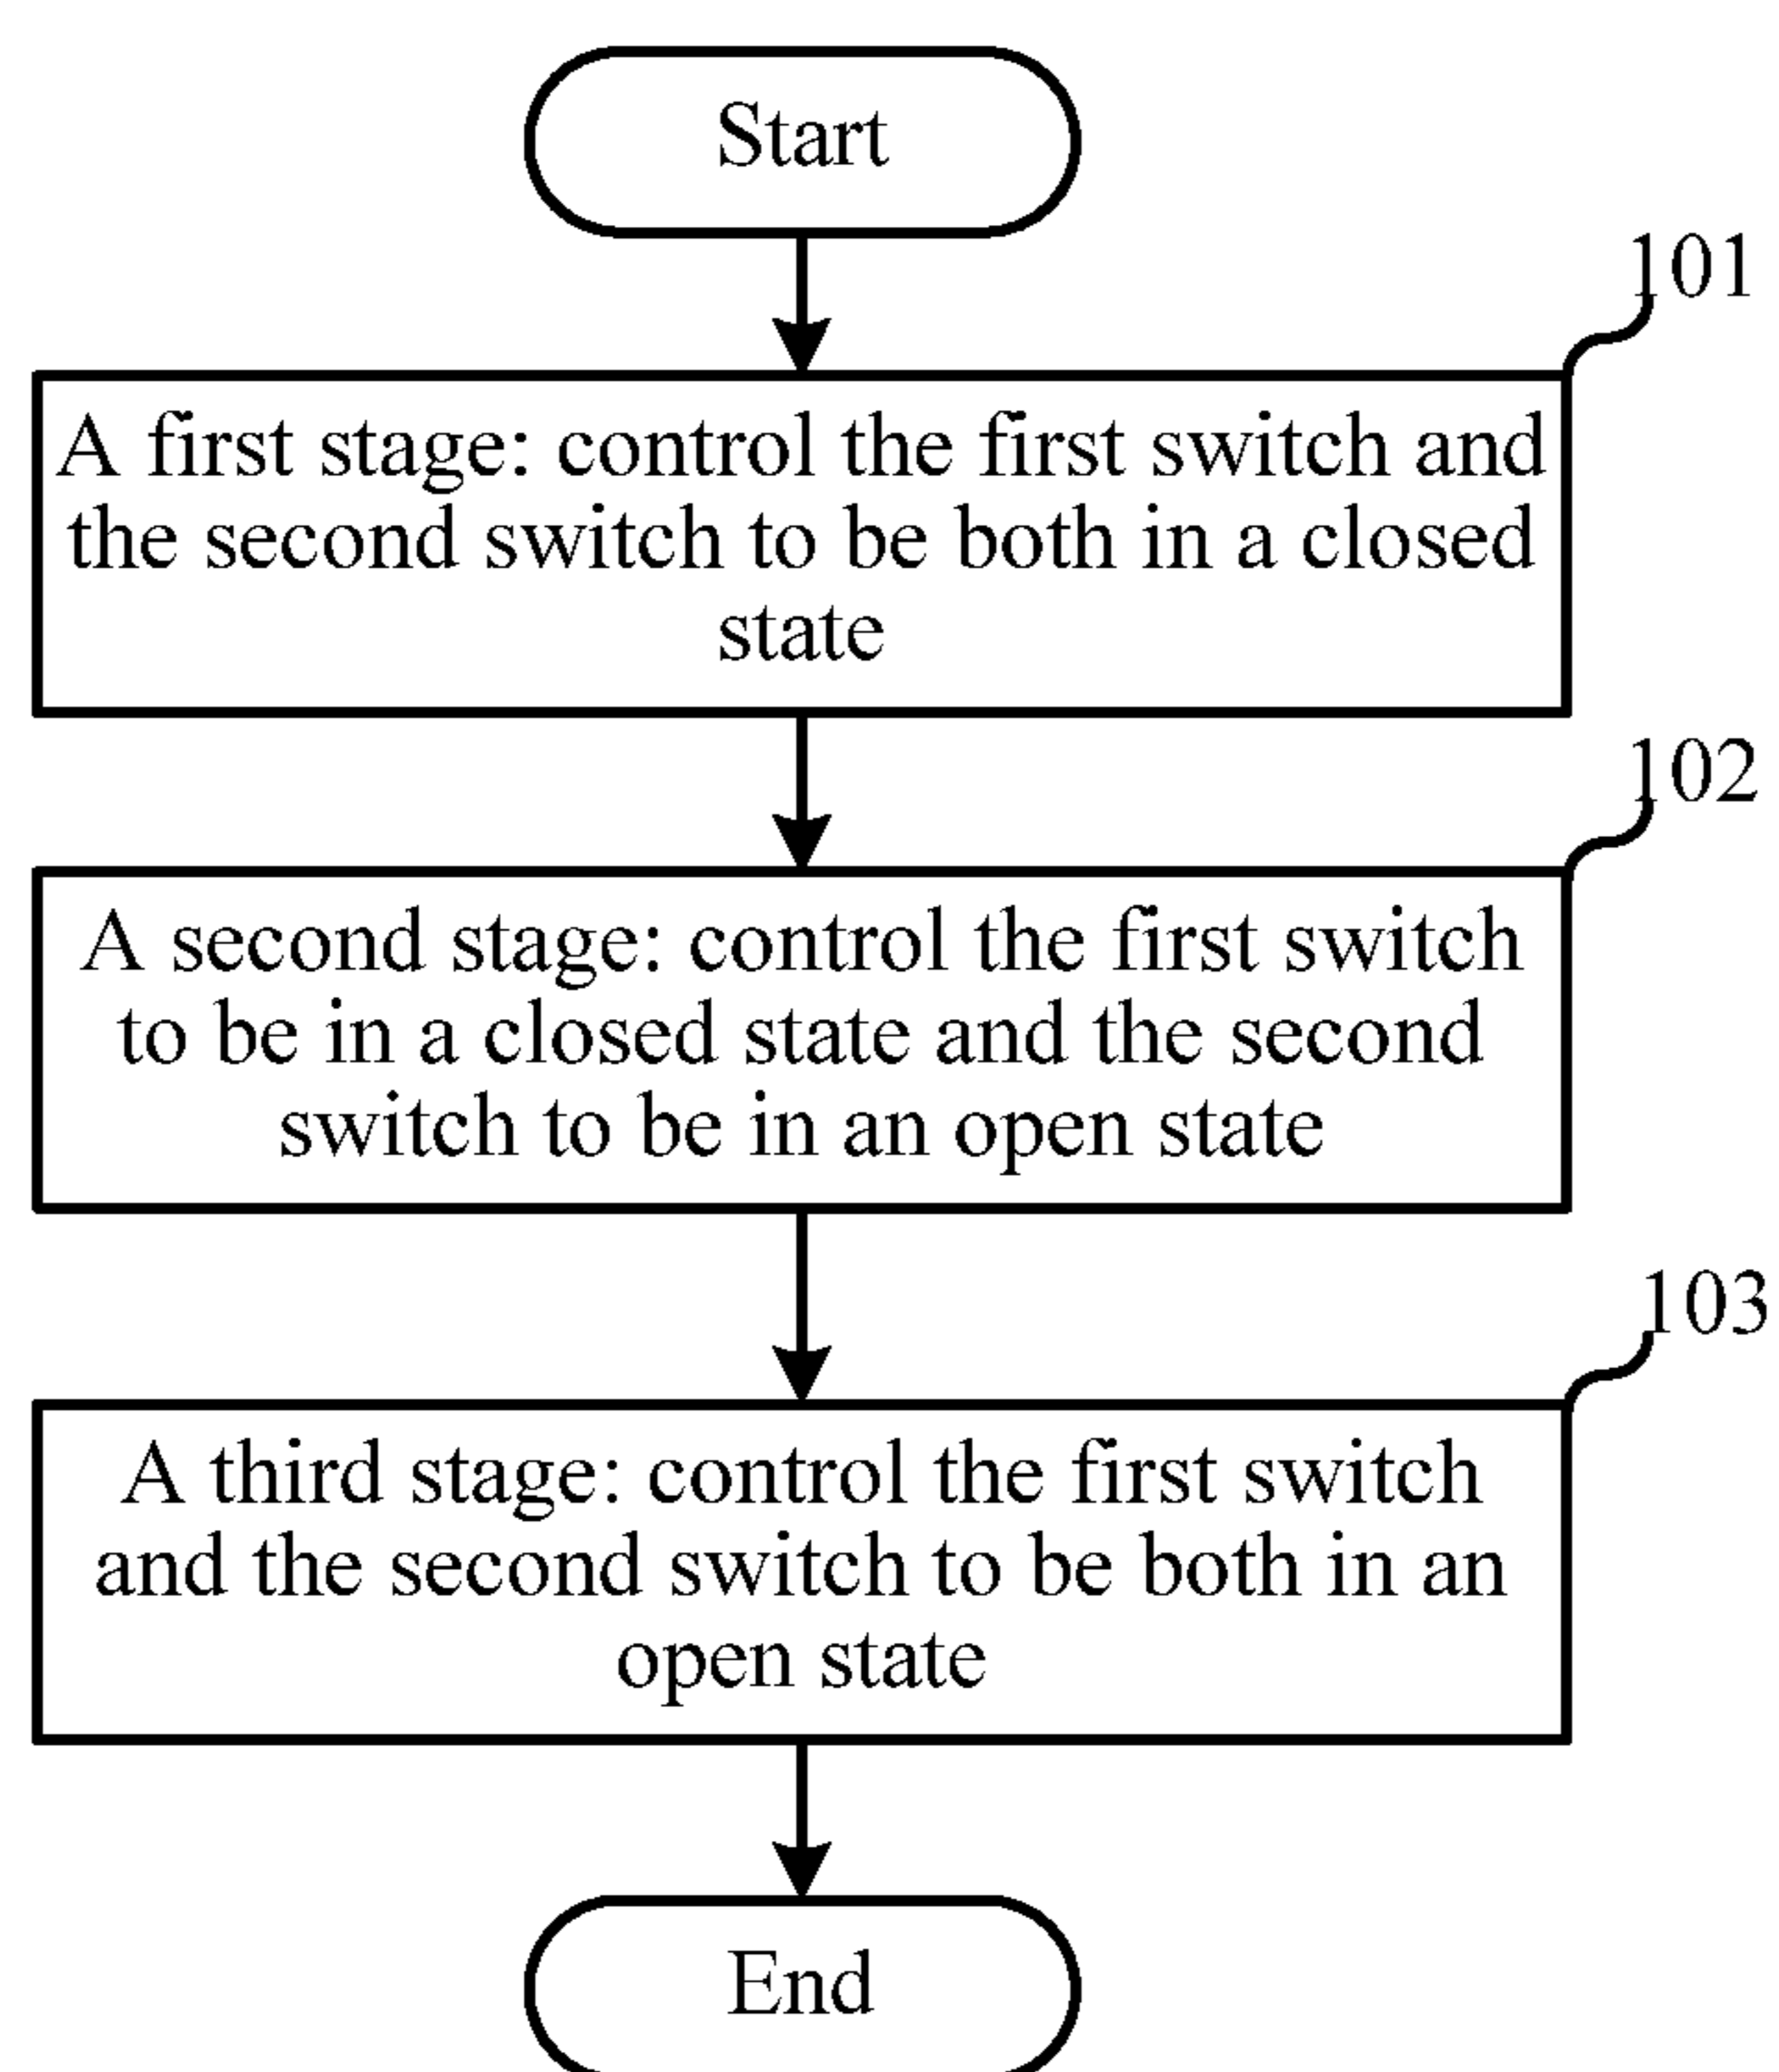 Start
101
A first stage: control the first switch and
the second switch to be both in a closed
state
102
A second stage: control the first switch
to be in a closed state and the second
switch to be in an open state
103
A third stage: control the first switch
and the second switch to be both in an
open state
End